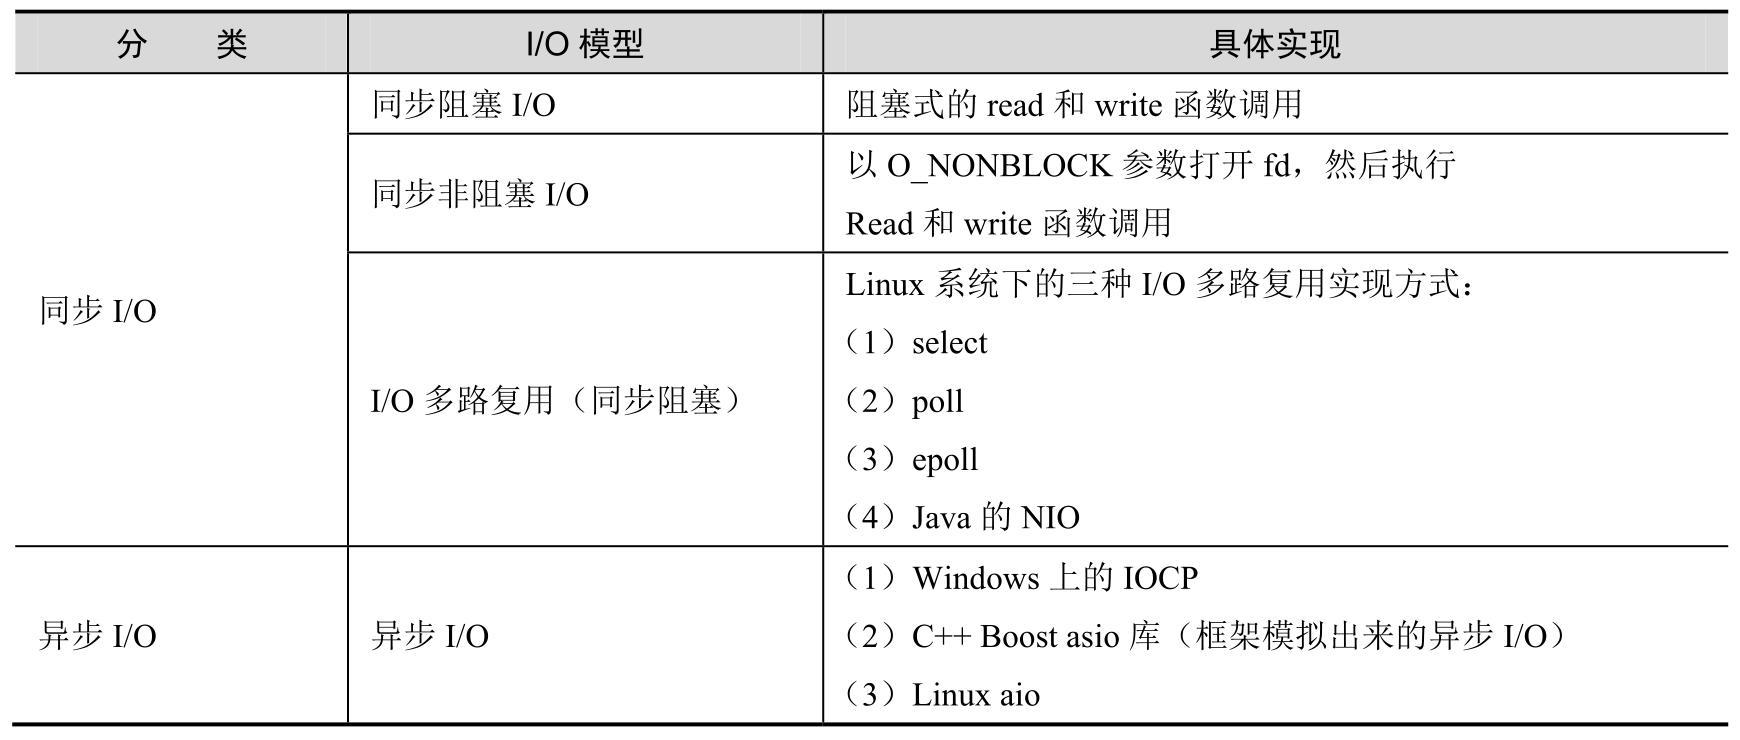 分 类 I/O 模型 具体实现
同步 I/O
同步阻塞 I/O
阻塞式的 read 和 write 函数调用
同步非阻塞 I/O
以 O_NONBLOCK 参数打开 fd，然后执行
Read 和 write 函数调用
I/O 多路复用（同步阻塞）
Linux 系统下的三种 I/O 多路复用实现方式：
（1）select
（2）poll
（3）epoll
（4）Java 的 NIO
异步 I/O
异步 I/O
（1）Windows 上的 IOCP
（2）C++ Boost asio 库（框架模拟出来的异步 I/O）
（3）Linux aio